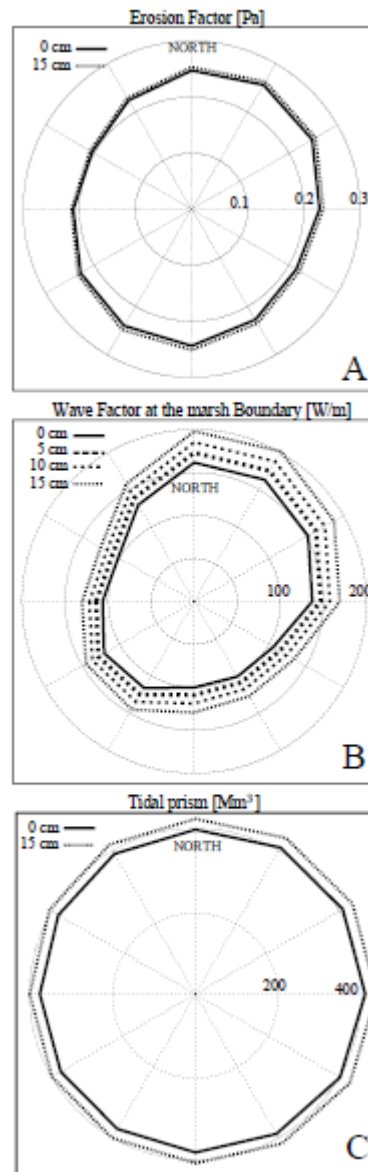 Erosion Factor [Pa]
0 cm
15 cm
NORTH
0.1
0.2
0.3
A
Wave Factor at the marsh Boundary [W/m]
0 cm
5 cm
10 cm
15 cm
NORTH
100
200
B
Tidal prism [Mm³]
0 cm
15 cm
NORTH
200
400
C